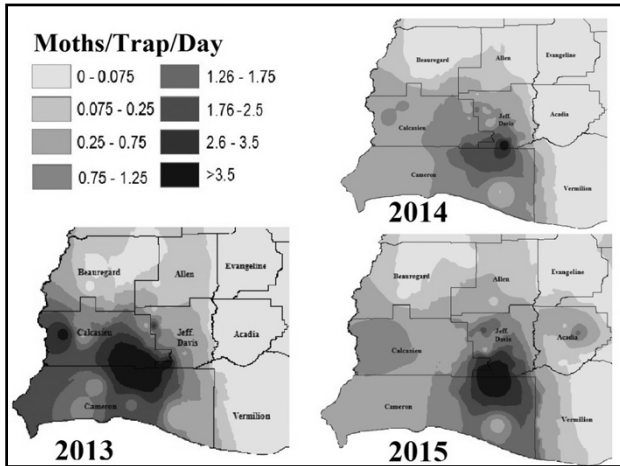 Moths/Trap/Day
0 - 0.075
0.075 - 0.25
0.25 - 0.75
0.75 - 1.25
1.26 - 1.75
1.76 - 2.5
2.6 - 3.5
>3.5
Beauregard
Allen
Evangeline
Calcasieu
Jeff
Davis
Acadia
Cameron
Vermilion
2014
Beauregard
Allen
Evangeline
Calcasieu
Jeff.
Davis
Acadia
Cameron
Vermilion
2013
Beauregard
Allen
Evangeline
Calcasieu
Jeff
Davis
Acadia
Cameron
Vermilion
2015